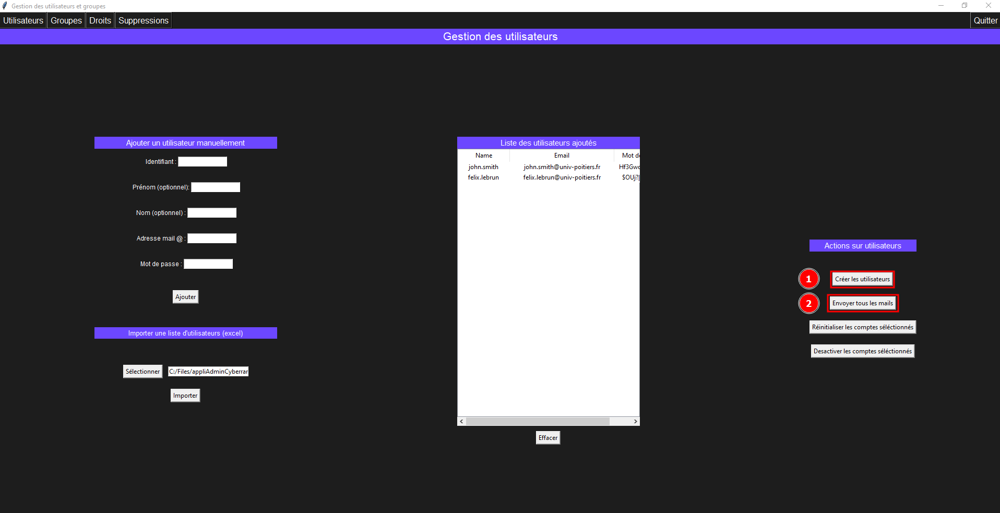 Gestion des utilisateurs et groupes
Utilisateurs Groupes Droits Suppressions Quitter
Gestion des utilisateurs
Ajouter un utilisateur manuellement
Identifiant :
Prénom (optionnel):
Nom (optionnel) :
Adresse mail @ :
Mot de passe :
Ajouter
Importer une liste d'utilisateurs (excel)
Sélectionner C:/Files/appliAdminCyberrar
Importer
Liste des utilisateurs ajoutés
Name Email Mot de
john.smith john.smith@univ-poitiers.fr Hf3Gwc
felix.lebrun felix.lebrun@univ-poitiers.fr $OUj?|
Effacer
Actions sur utilisateurs
1 Créer les utilisateurs
2 Envoyer tous les mails
Réinitialiser les comptes séléctionnés
Desactiver les comptes séléctionnés